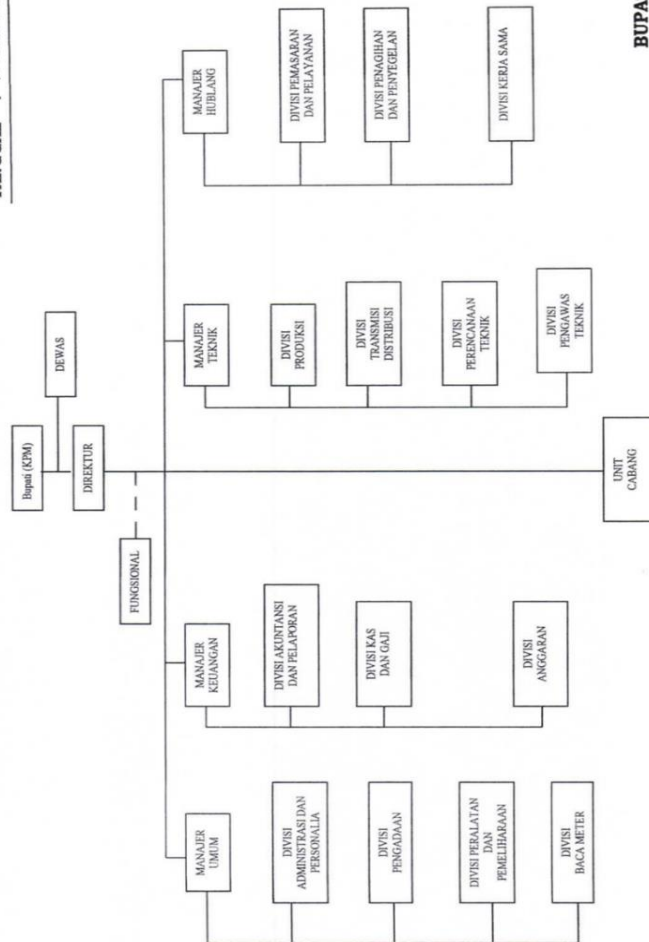 Bupati (KPM)
DEWAS
DIREKTUR
FUNGSIONAL
MANAJER
UMUM
DIVISI
ADMINISTRASI DAN
PERSONALIA
DIVISI
PENGADAAN
DIVISI PERALATAN
DAN
PEMELIHARAAN
DIVISI
BACA METER
MANAJER
KEUANGAN
DIVISI AKUNTANSI
DAN PELAPORAN
DIVISI KAS
DAN GAJI
DIVISI
ANGGARAN
MANAJER
TEKNIK
DIVISI
PRODUKSI
DIVISI
TRANSMISI
DISTRIBUSI
DIVISI
PERENCANAAN
TEKNIK
DIVISI
PENGAWAS
TEKNIK
MANAJER
HUBLANG
DIVISI PEMASARAN
DAN PELAYANAN
DIVISI PENAGIHAN
DAN PENYEGELAN
DIVISI KERJA SAMA
UNIT
CABANG
BUPA